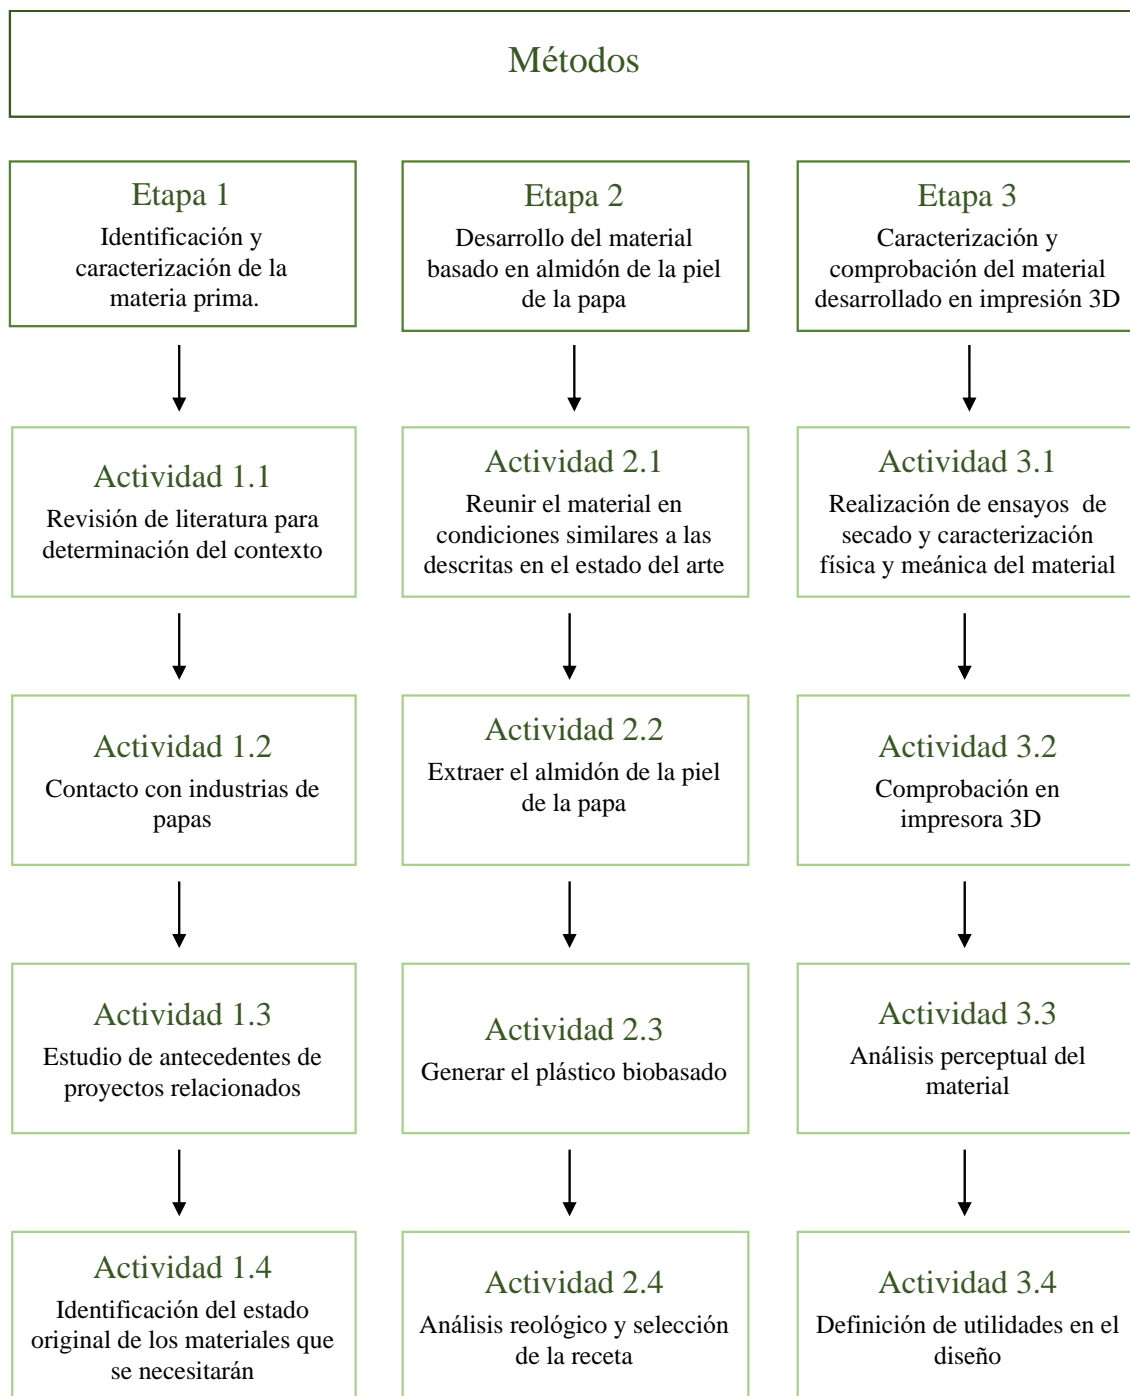 Métodos
Etapa 1
Identificación y
caracterización de la
materia prima.
Etapa 2
Desarrollo del material
basado en almidón de la piel
de la papa
Etapa 3
Caracterización y
comprobación del material
desarrollado en impresión 3D
Actividad 1.1
Revisión de literatura para
determinación del contexto
Actividad 2.1
Reunir el material en
condiciones similares a las
descritas en el estado del arte
Actividad 3.1
Realización de ensayos de
secado y caracterización
física y meánica del material
Actividad 1.2
Contacto con industrias de
papas
Actividad 2.2
Extraer el almidón de la piel
de la papa
Actividad 3.2
Comprobación en
impresora 3D
Actividad 1.3
Estudio de antecedentes de
proyectos relacionados
Actividad 2.3
Generar el plástico biobasado
Actividad 3.3
Análisis perceptual del
material
Actividad 1.4
Identificación del estado
original de los materiales que
se necesitarán
Actividad 2.4
Análisis reológico y selección
de la receta
Actividad 3.4
Definición de utilidades en el
diseño